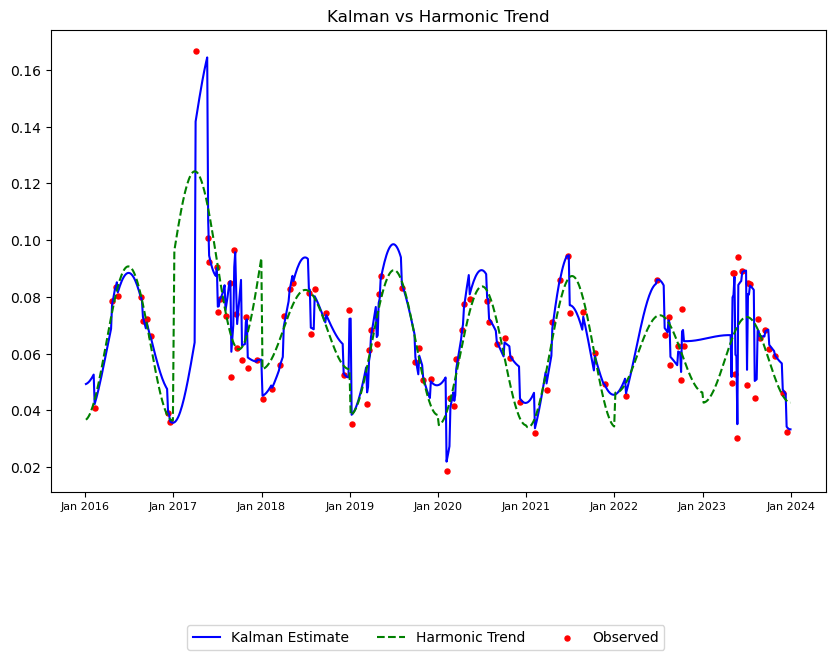 Kalman vs Harmonic Trend
0.16
0.14
0.12
0.10
0.08
0.06
0.04
0.02
Jan 2016 Jan 2017 Jan 2018 Jan 2019 Jan 2020 Jan 2021 Jan 2022 Jan 2023 Jan 2024
Kalman Estimate Harmonic Trend Observed